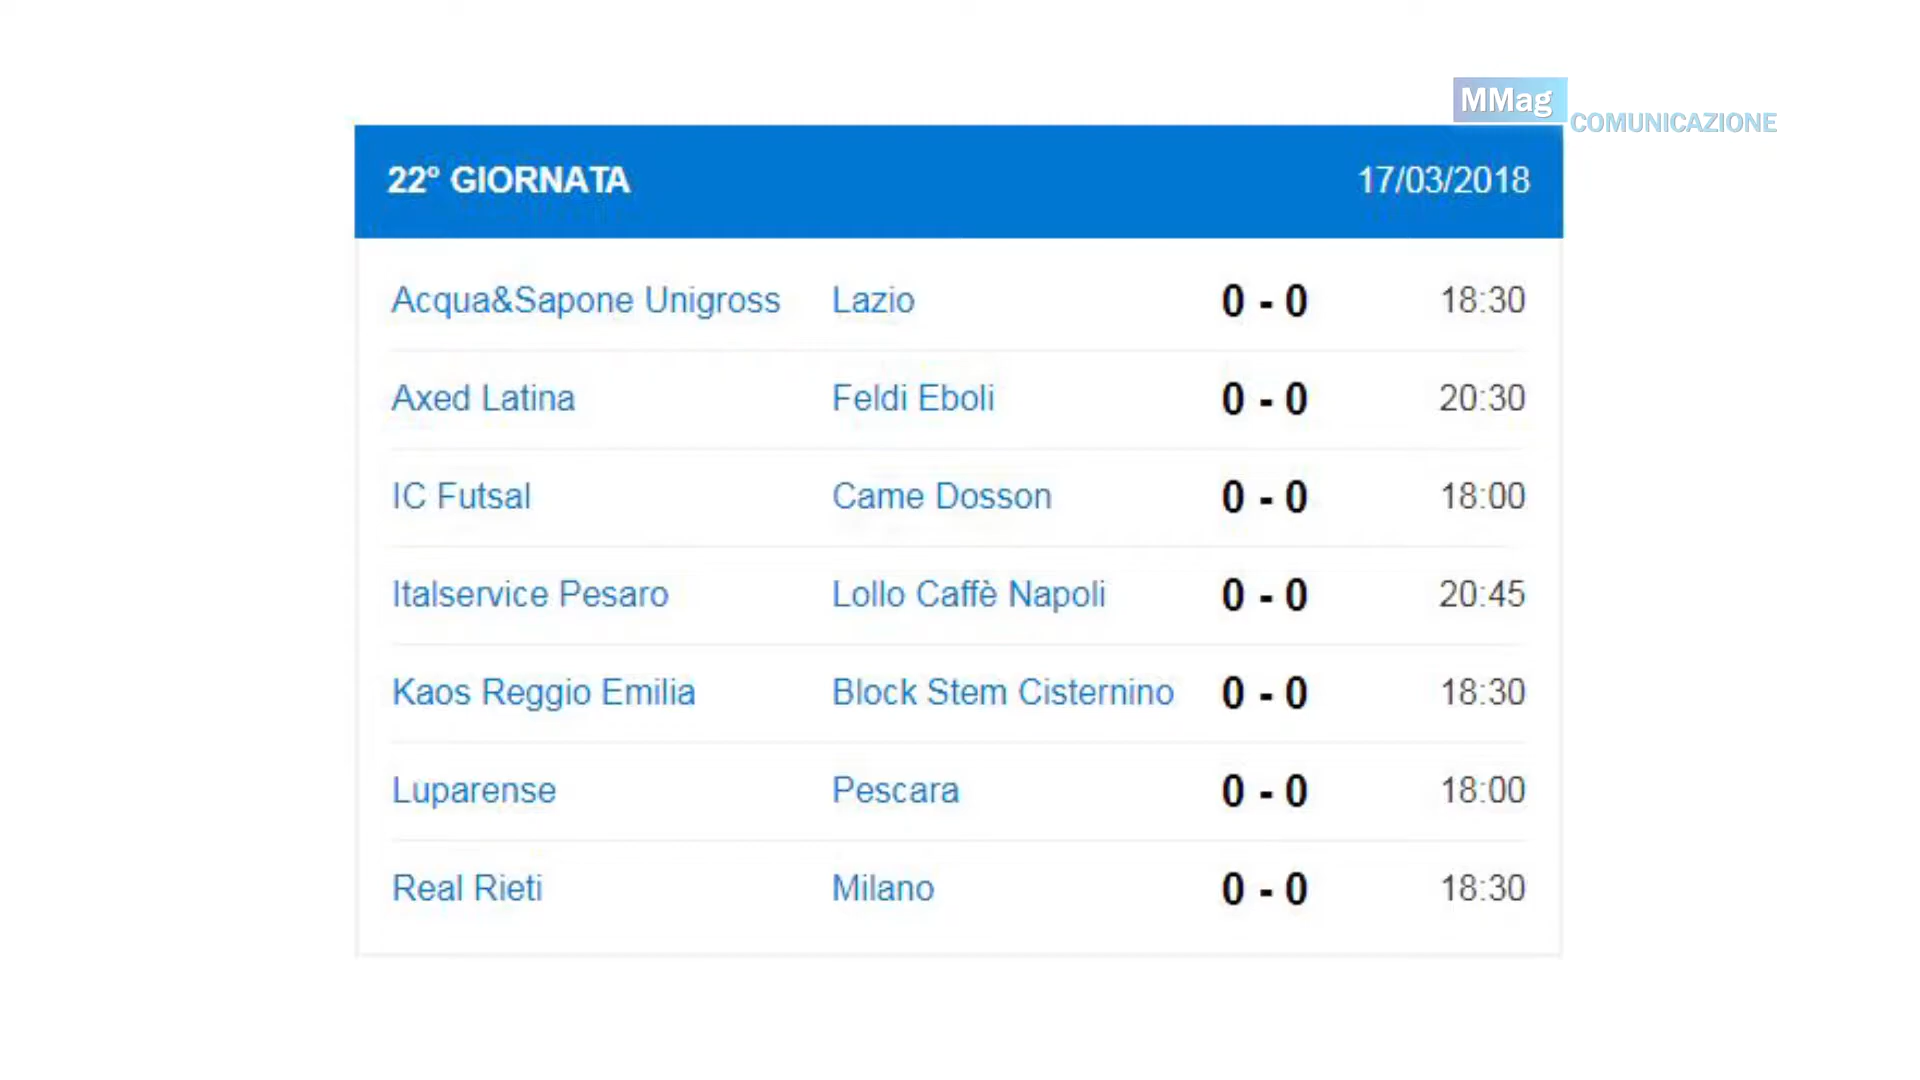 MMag
COMUNICAZIONE
22° GIORNATA 17/03/2018
Acqua&Sapone Unigross Lazio 0 - 0 18:30
Axed Latina Feldi Eboli 0 - 0 20:30
IC Futsal Came Dosson 0 - 0 18:00
Italservice Pesaro Lollo Caffè Napoli 0 - 0 20:45
Kaos Reggio Emilia Block Stem Cisternino 0 - 0 18:30
Luparense Pescara 0 - 0 18:00
Real Rieti Milano 0 - 0 18:30